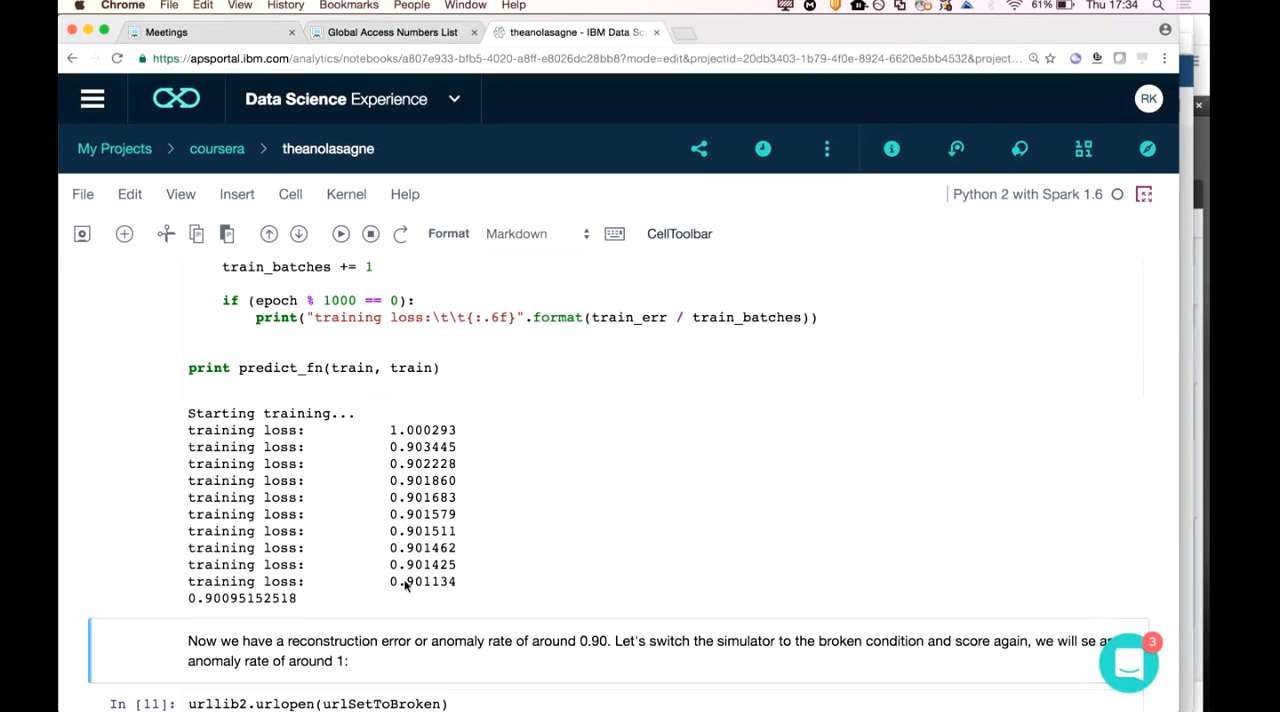 Chrome File Edit View History Bookmarks People Window Help 61% Thu 17:34
Meetings × Global Access Numbers List × theanolasagne - IBM Data Sc ×
https://apsportal.ibm.com/analytics/notebooks/a807e933-bfb5-4020-a8ff-e8026dc28bb8?mode=edit&projectid=20db3403-1b79-4f0e-8924-6620e5bb4532&project...
Data Science Experience RK
My Projects > coursera > theanolasagne
File Edit View Insert Cell Kernel Help Python 2 with Spark 1.6
Format Markdown CellToolbar
train_batches += 1
if (epoch % 1000 == 0):
print("training loss:\t\t{:.6f}".format(train_err / train_batches))
print predict_fn(train, train)
Starting training...
training loss: 1.000293
training loss: 0.903445
training loss: 0.902228
training loss: 0.901860
training loss: 0.901683
training loss: 0.901579
training loss: 0.901511
training loss: 0.901462
training loss: 0.901425
training loss: 0.901134
0.90095152518
Now we have a reconstruction error or anomaly rate of around 0.90. Let's switch the simulator to the broken condition and score again, we will se
anomaly rate of around 1:
3
In [11]: urllib2.urlopen(urlSetToBroken)